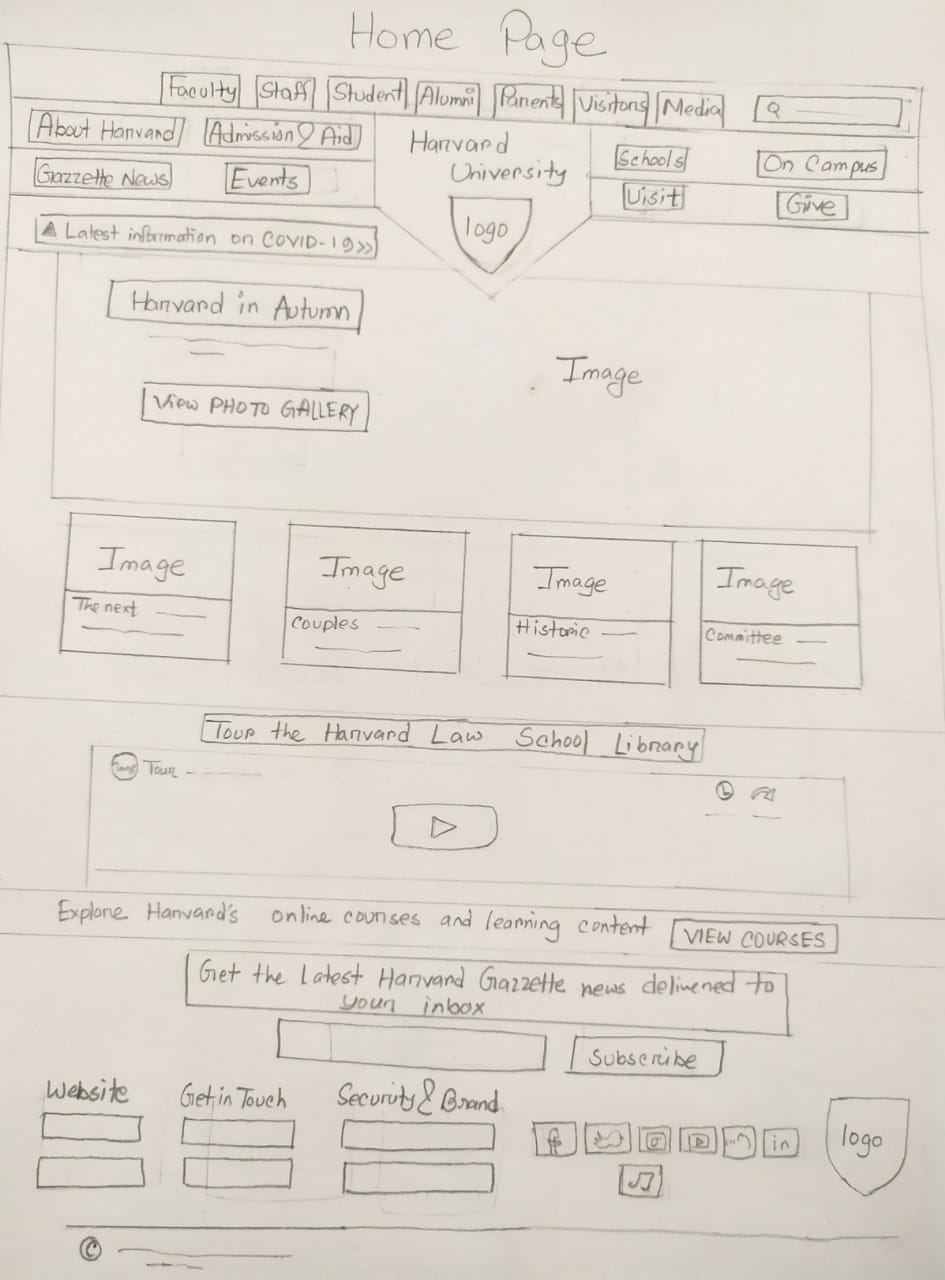 Home Page
Faculty Staff Student Alumni Parents Visitors Media
About Harvard Admission & Aid
Harvard
University
Schools On Campus
Gazzette News Events
Visit Give
Latest information on COVID-19>>
logo
Harvard in Autumn
Image
View PHOTO GALLERY
Image Image Image Image
The next Couples Historic Committee
Tour the Harvard Law School Library
Tour
Explore Harvard's online courses and learning content VIEW COURSES
Get the latest Harvard Gazzette news delivered to
your inbox
Subscribe
Website Get in Touch Security & Brand
f in
logo
©